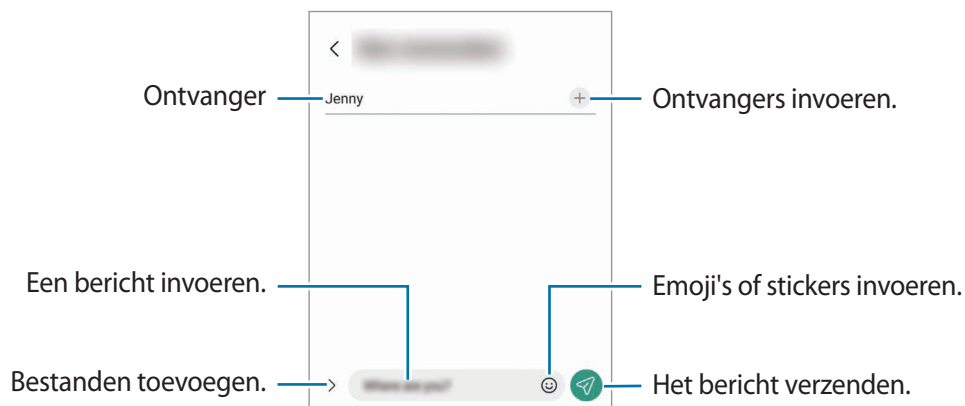 Ontvanger
Jenny
Ontvangers invoeren.
Een bericht invoeren.
Emoji's of stickers invoeren.
Bestanden toevoegen.
Het bericht verzenden.